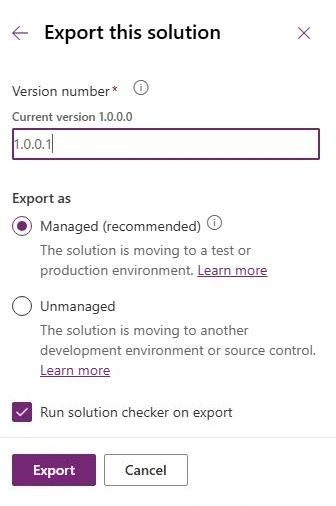 Export this solution
Version number*
Current version 1.0.0.0
1.0.0.1
Export as
Managed (recommended)
The solution is moving to a test or
production environment. Learn more
Unmanaged
The solution is moving to another
development environment or source control.
Learn more
Run solution checker on export
Export Cancel